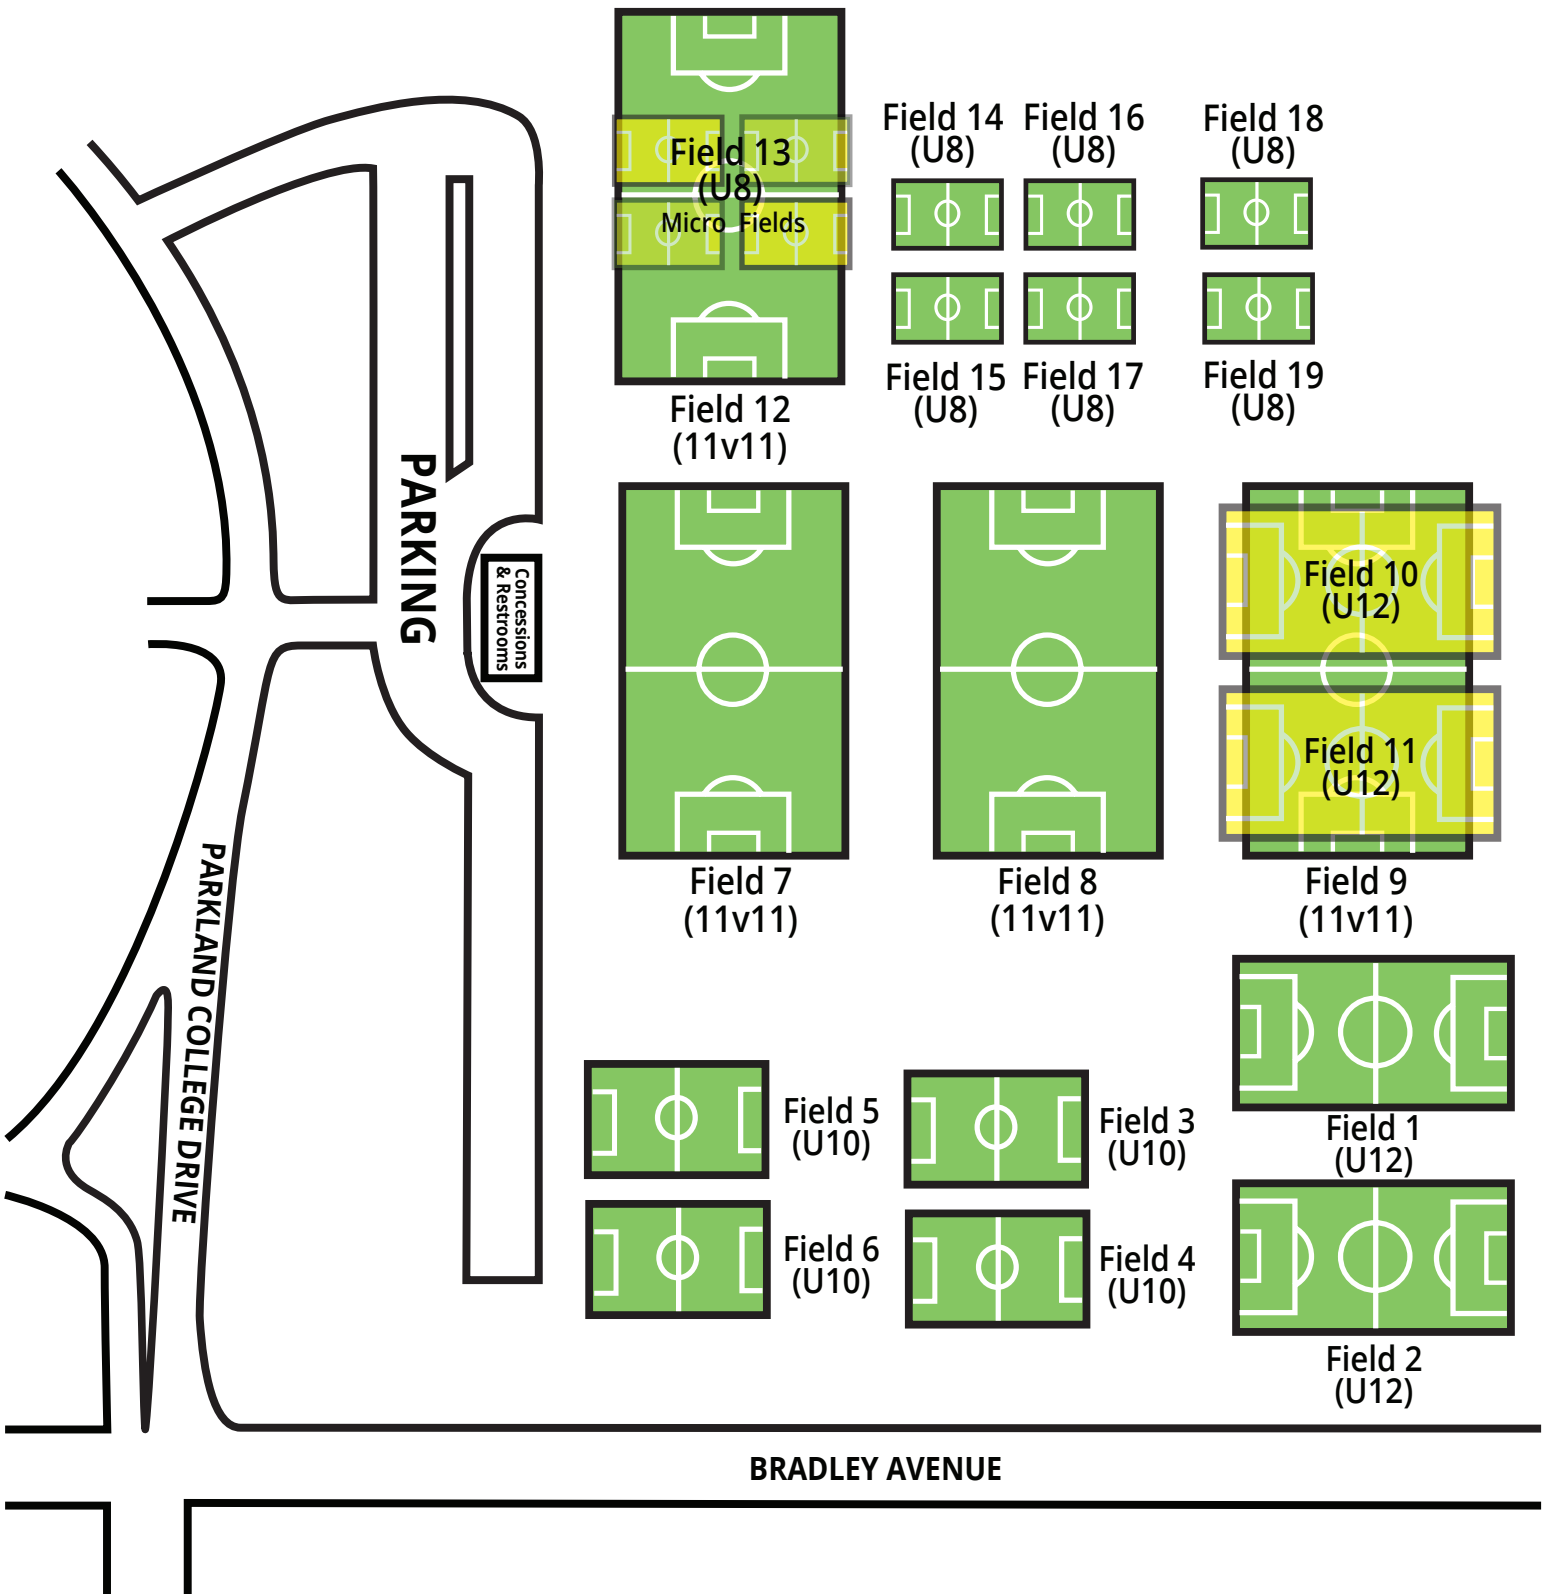 Field 13
(U8)
Micro Fields
Field 12
(11v11)
Field 14
(U8)
Field 16
(U8)
Field 18
(U8)
Field 15
(U8)
Field 17
(U8)
Field 19
(U8)
PARKING
Concessions
& Restrooms
Field 7
(11v11)
Field 8
(11v11)
Field 10
(U12)
Field 11
(U12)
Field 9
(11v11)
PARKLAND COLLEGE DRIVE
Field 5
(U10)
Field 3
(U10)
Field 1
(U12)
Field 6
(U10)
Field 4
(U10)
Field 2
(U12)
BRADLEY AVENUE